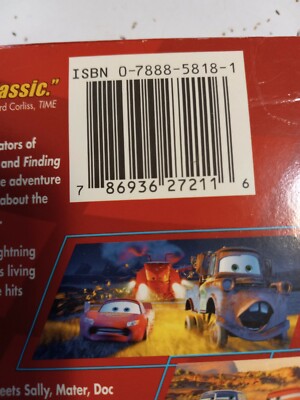 ISBN 0-7888-5818-1
assic."
rd Corliss, TIME
7 86936 27211 6
ators of
and Finding
e adventure
about the
ghtning
s living
e hits
eets Sally, Mater, Doc